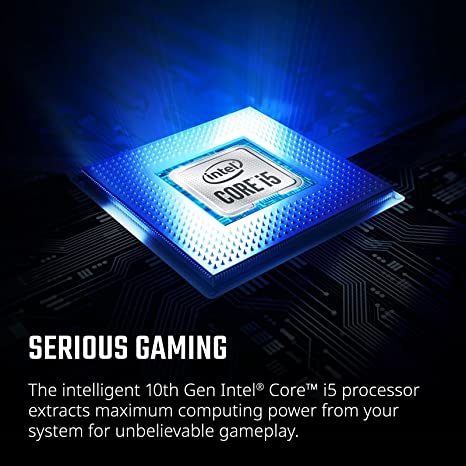 intel
CORE i5
SERIOUS GAMING
The intelligent 10th Gen Intel® Core™ i5 processor
extracts maximum computing power from your
system for unbelievable gameplay.